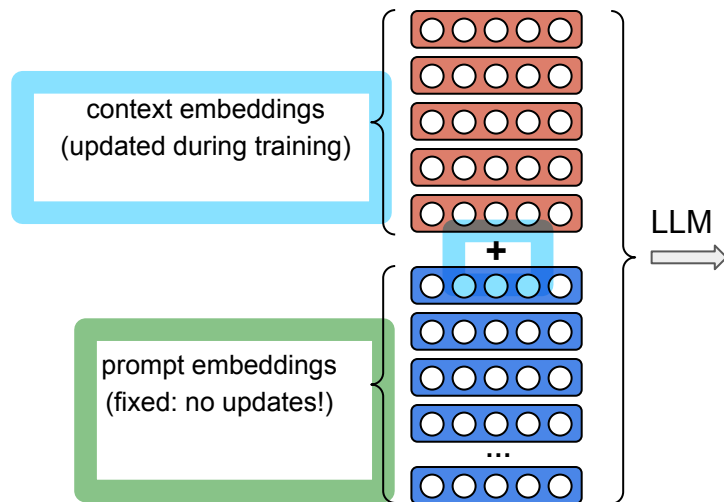 context embeddings
(updated during training)
+
LLM
prompt embeddings
(fixed: no updates!)
...